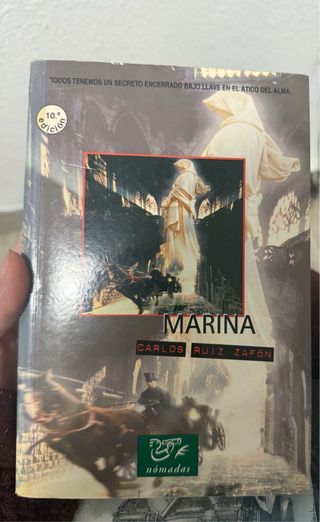 TODOS TENEMOS UN SECRETO ENCERRADO BAJO LLAVE EN EL ÁTICO DEL ALMA.
10.ª
edición
MARINA
CARLOS RUIZ ZAFÓN
nómadas